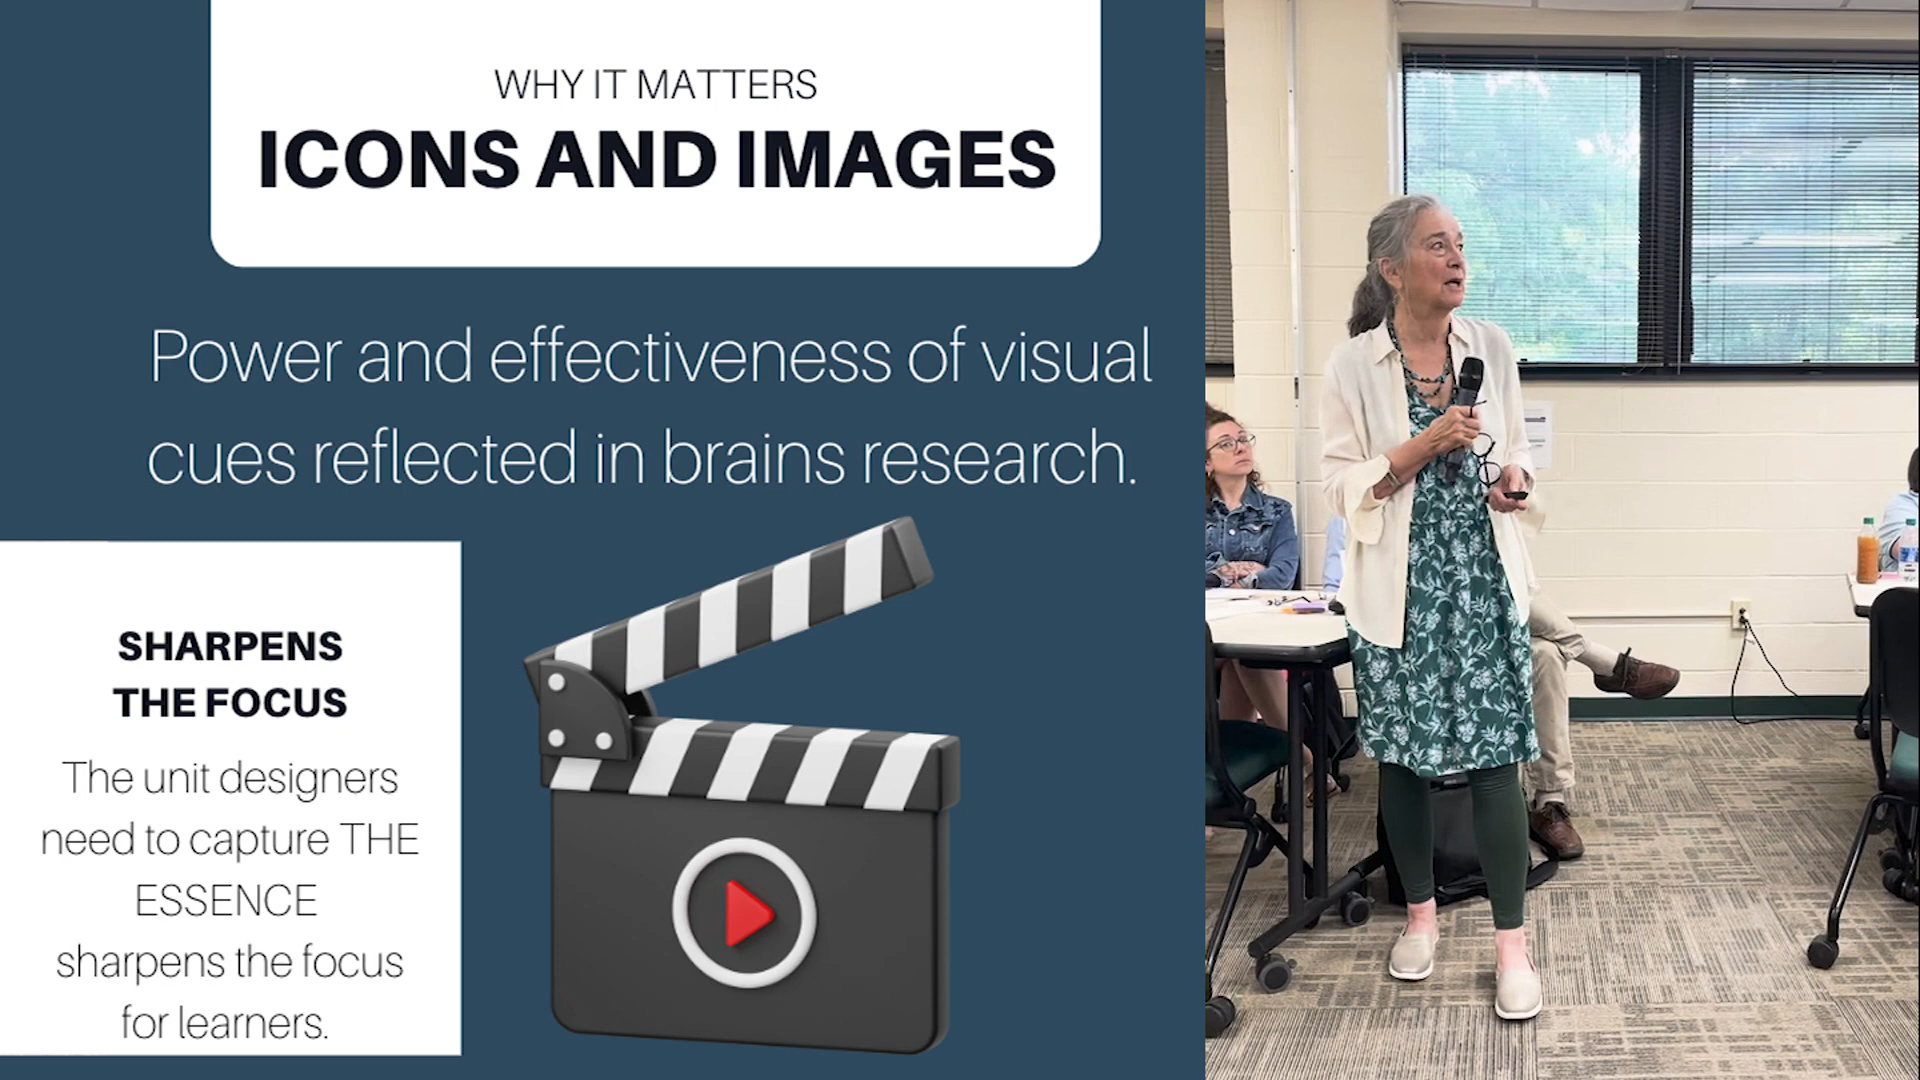 WHY IT MATTERS
ICONS AND IMAGES
Power and effectiveness of visual
cues reflected in brains research.
SHARPENS
THE FOCUS
The unit designers
need to capture THE
ESSENCE
sharpens the focus
for learners.